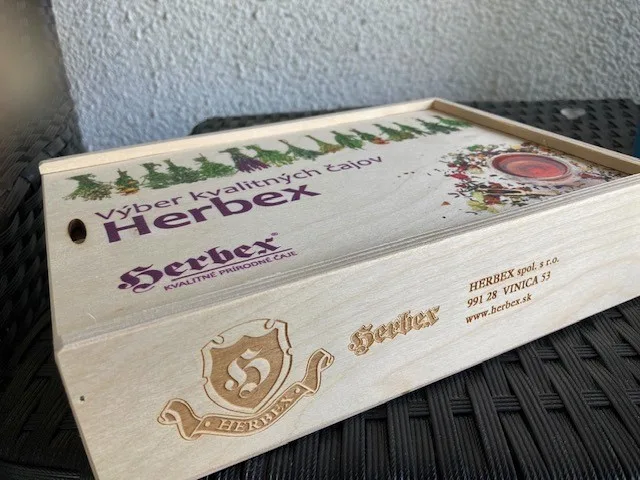 Výber kvalitných čajov
Herbex
Herbex®
KVALITNÉ PRÍRODNÉ ČAJE
H
HERBEX
Herbex
HERBEX spol. s r.o.
991 28 VINICA 53
www.herbex.sk